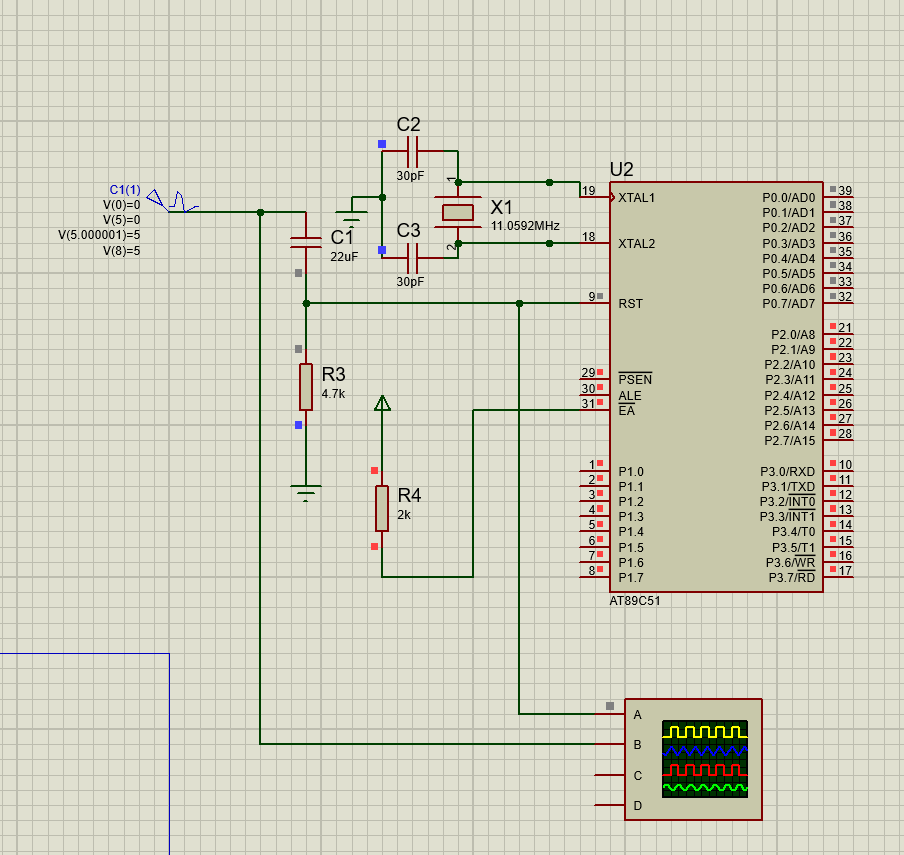 C1(1)
V(0)=0
V(5)=0
V(5.000001)=5
V(8)=5
C1
22uF
C2
30pF
C3
30pF
1
2
X1
11.0592MHz
R3
4.7k
R4
2k
U2
19 XTAL1
18 XTAL2
9 RST
29 PSEN
30 ALE
31 EA
1 P1.0
2 P1.1
3 P1.2
4 P1.3
5 P1.4
6 P1.5
7 P1.6
8 P1.7
P0.0/AD0 39
P0.1/AD1 38
P0.2/AD2 37
P0.3/AD3 36
P0.4/AD4 35
P0.5/AD5 34
P0.6/AD6 33
P0.7/AD7 32
P2.0/A8 21
P2.1/A9 22
P2.2/A10 23
P2.3/A11 24
P2.4/A12 25
P2.5/A13 26
P2.6/A14 27
P2.7/A15 28
P3.0/RXD 10
P3.1/TXD 11
P3.2/INT0 12
P3.3/INT1 13
P3.4/T0 14
P3.5/T1 15
P3.6/WR 16
P3.7/RD 17
AT89C51
A
B
C
D